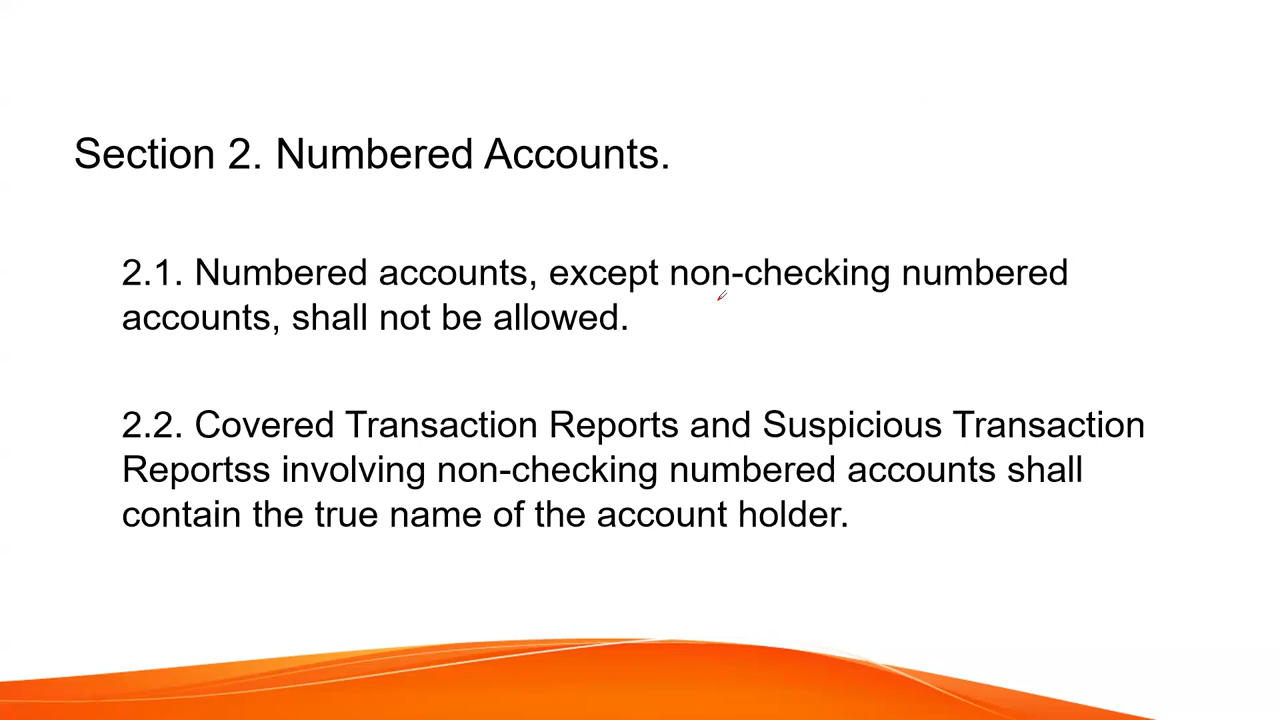 Section 2. Numbered Accounts.
2.1. Numbered accounts, except non-checking numbered
accounts, shall not be allowed.
2.2. Covered Transaction Reports and Suspicious Transaction
Reportss involving non-checking numbered accounts shall
contain the true name of the account holder.